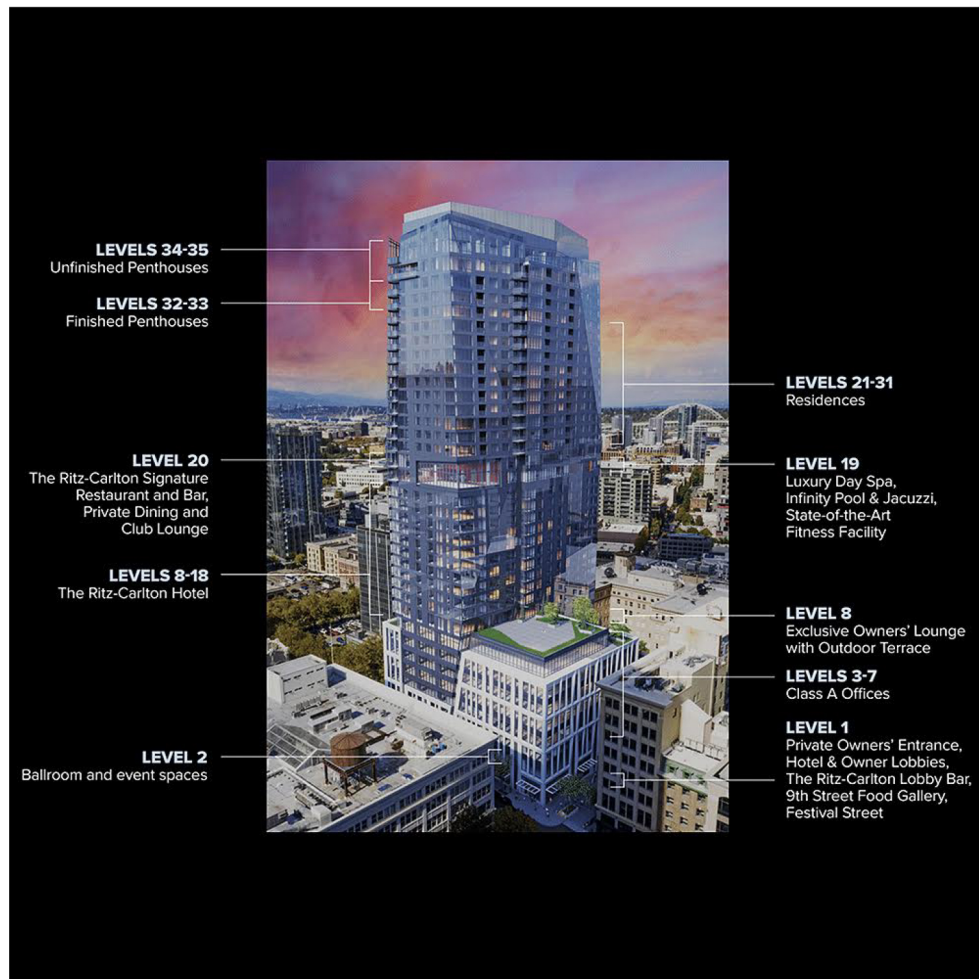 LEVELS 34-35
Unfinished Penthouses
LEVELS 32-33
Finished Penthouses
LEVEL 20
The Ritz-Carlton Signature
Restaurant and Bar,
Private Dining and
Club Lounge
LEVELS 8-18
The Ritz-Carlton Hotel
LEVEL 2
Ballroom and event spaces
LEVELS 21-31
Residences
LEVEL 19
Luxury Day Spa,
Infinity Pool & Jacuzzi,
State-of-the-Art
Fitness Facility
LEVEL 8
Exclusive Owners' Lounge
with Outdoor Terrace
LEVELS 3-7
Class A Offices
LEVEL 1
Private Owners' Entrance,
Hotel & Owner Lobbies,
The Ritz-Carlton Lobby Bar,
9th Street Food Gallery,
Festival Street